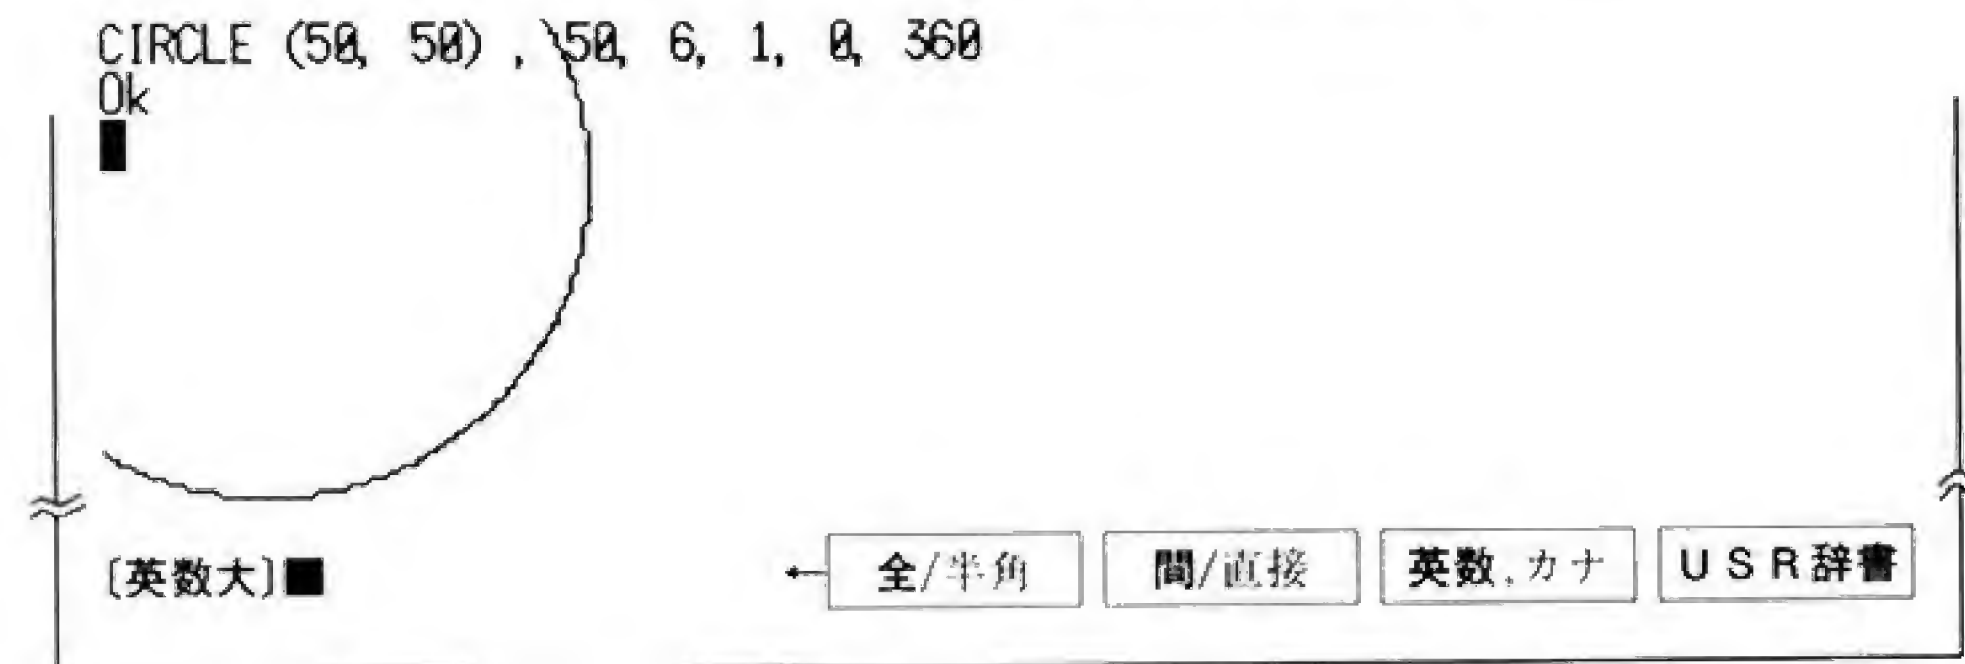 CIRCLE (50, 50) , 50, 6, 1, 0, 360
Ok
[英数大]■ ← 全/半角 間/直接 英数,カナ USR辞書